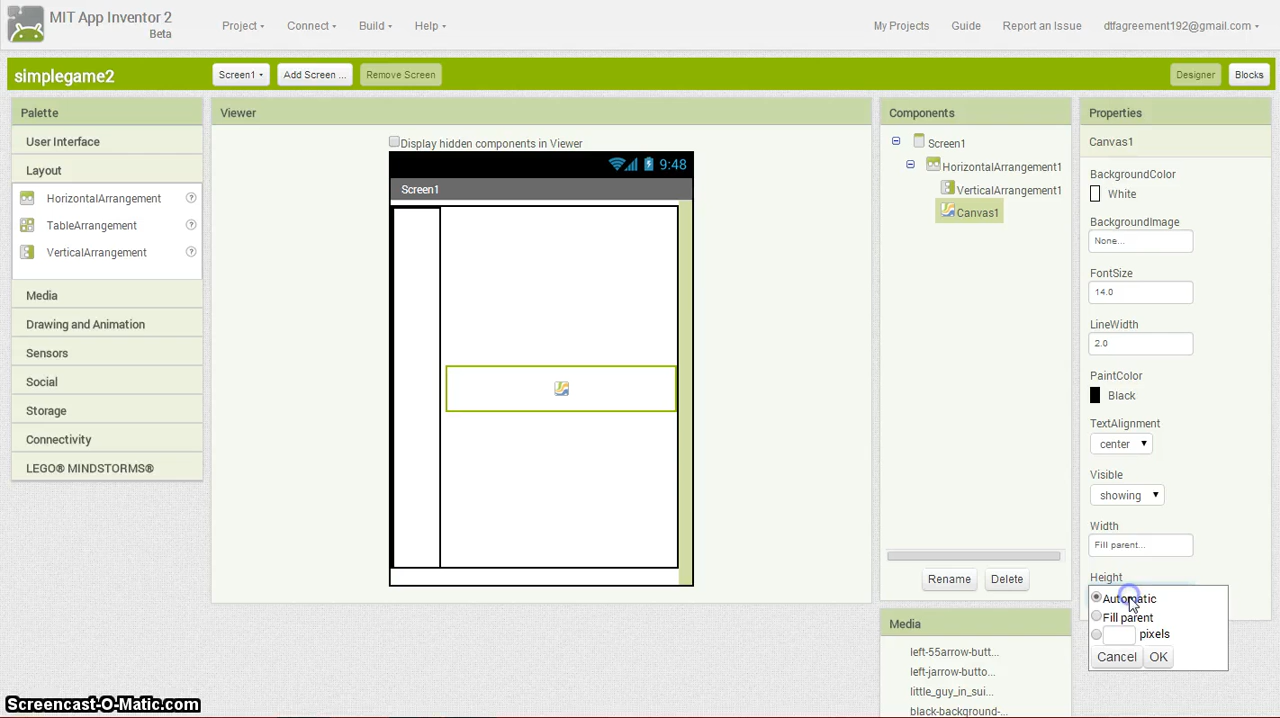 MIT App Inventor 2
Beta
Project
Connect
Build
Help
My Projects
Guide
Report an Issue
dtfagreement192@gmail.com
simplegame2
Screen1
Add Screen ...
Remove Screen
Designer
Blocks
Palette
User Interface
Layout
HorizontalArrangement
?
TableArrangement
?
VerticalArrangement
?
Media
Drawing and Animation
Sensors
Social
Storage
Connectivity
LEGO® MINDSTORMS®
Viewer
Display hidden components in Viewer
9:48
Screen1
Components
Screen1
HorizontalArrangement1
VerticalArrangement1
Canvas1
Rename
Delete
Media
left-55arrow-butt...
left-jarrow-butto...
little_guy_in_sui...
black-background-...
Properties
Canvas1
BackgroundColor
White
BackgroundImage
None...
FontSize
14.0
LineWidth
2.0
PaintColor
Black
TextAlignment
center
Visible
showing
Width
Fill parent...
Height
Automatic
Fill parent
pixels
Cancel
OK
Screencast-O-Matic.com